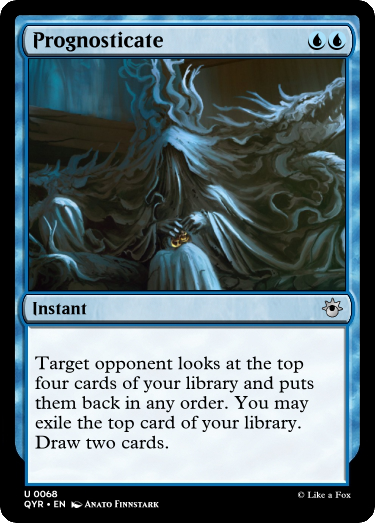 Prognosticate
Instant
Target opponent looks at the top
four cards of your library and puts
them back in any order. You may
exile the top card of your library.
Draw two cards.
U 0068
QYR • EN Anato Finnstark
© Like a Fox